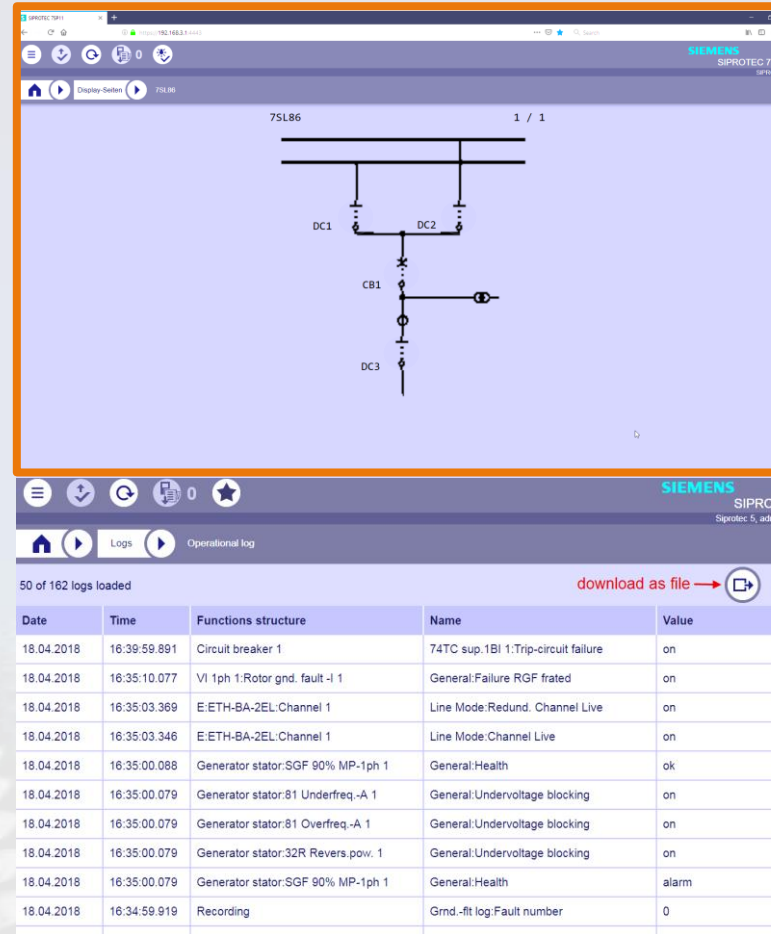 SIPROTEC 7SP11
https://192.168.3.1:4443
Search
0
SIEMENS
SIPROTEC 7
Display-Seiten
7SL86
7SL86 1 / 1
DC1
DC2
CB1
DC3
0
SIEMENS
SIPRO
Siprotec 5, ad
Logs
Operational log
50 of 162 logs loaded
download as file
Date Time Functions structure Name Value
18.04.2018 16:39:59.891 Circuit breaker 1 74TC sup.1BI 1:Trip-circuit failure on
18.04.2018 16:35:10.077 VI 1ph 1:Rotor gnd. fault -I 1 General:Failure RGF frated on
18.04.2018 16:35:03.369 E:ETH-BA-2EL:Channel 1 Line Mode:Redund. Channel Live on
18.04.2018 16:35:03.346 E:ETH-BA-2EL:Channel 1 Line Mode:Channel Live on
18.04.2018 16:35:00.088 Generator stator:SGF 90% MP-1ph 1 General:Health ok
18.04.2018 16:35:00.079 Generator stator:81 Underfreq.-A 1 General:Undervoltage blocking on
18.04.2018 16:35:00.079 Generator stator:81 Overfreq.-A 1 General:Undervoltage blocking on
18.04.2018 16:35:00.079 Generator stator:32R Revers.pow. 1 General:Undervoltage blocking on
18.04.2018 16:35:00.079 Generator stator:SGF 90% MP-1ph 1 General:Health alarm
18.04.2018 16:34:59.919 Recording Grnd.-flt log:Fault number 0